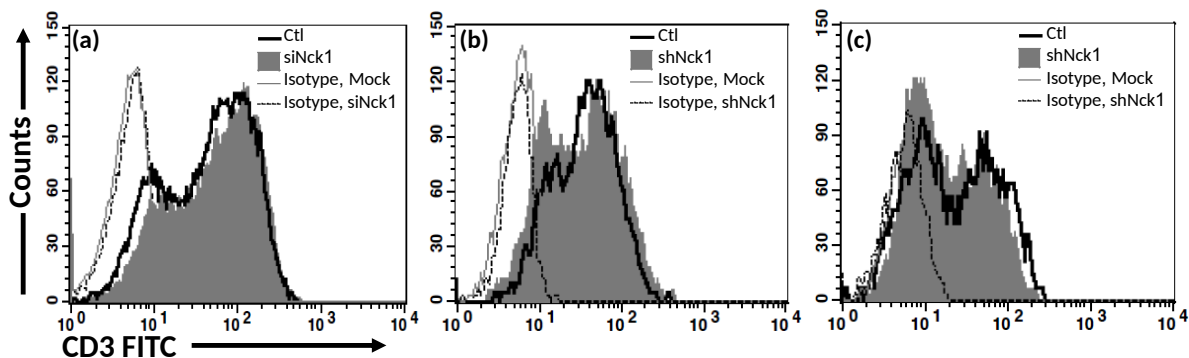 (a)
Ctl
siNck1
Isotype, Mock
Isotype, siNck1
150
120
90
60
30
0
10^0 10^1 10^2 10^3 10^4
(b)
Ctl
shNck1
Isotype, Mock
Isotype, shNck1
150
120
90
60
30
0
10^0 10^1 10^2 10^3 10^4
(c)
Ctl
shNck1
Isotype, Mock
Isotype, shNck1
150
120
90
60
30
0
10^0 10^1 10^2 10^3 10^4
Counts
CD3 FITC